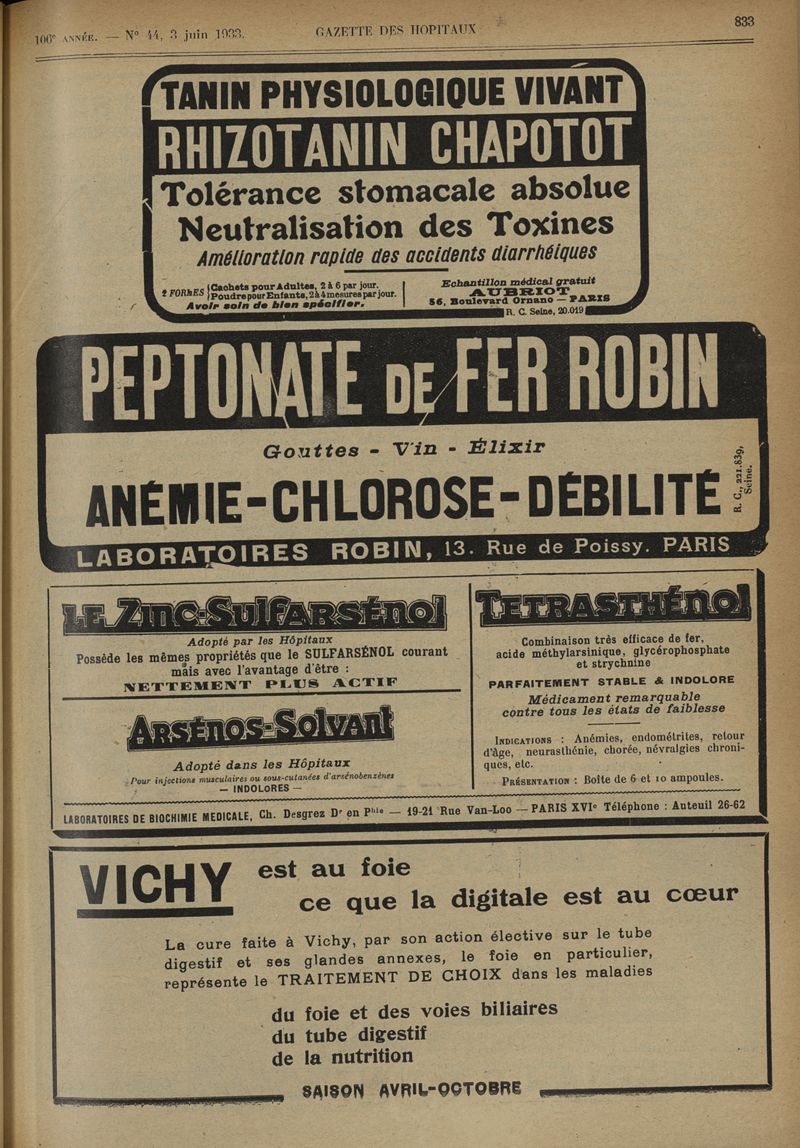 106e ANNÉE. — N° 44, 3 juin 1933.
GAZETTE DES HOPITAUX
833
TANIN PHYSIOLOGIQUE VIVANT
RHIZOTANIN CHAPOTOT
Tolérance stomacale absolue
Neutralisation des Toxines
Amélioration rapide des accidents diarrhéiques
2 FORMES
Cachets pour Adultes, 2 à 6 par jour.
Poudre pour Enfants, 2 à 4 mesures par jour.
Avoir soin de bien spécifier.
Echantillon médical gratuit
AUBRIOT
56, Boulevard Ornano — PARIS
R. C. Seine, 20.019
PEPTONATE DE FER ROBIN
Gouttes - Vin - Élixir
ANÉMIE-CHLOROSE-DÉBILITÉ
R. C., 221.839,
Seine.
LABORATOIRES ROBIN, 13. Rue de Poissy. PARIS
LE ZINC-SULFARSÉNOL
Adopté par les Hôpitaux
Possède les mêmes propriétés que le SULFARSÉNOL courant
mais avec l'avantage d'être :
NETTEMENT PLUS ACTIF
ARSÉNOS-SOLVANT
Adopté dans les Hôpitaux
Pour injections musculaires ou sous-cutanées d'arsénobenzènes
— INDOLORES —
TETRASTHÉNOL
Combinaison très efficace de fer,
acide méthylarsinique, glycérophosphate
et strychnine
PARFAITEMENT STABLE & INDOLORE
Médicament remarquable
contre tous les états de faiblesse
INDICATIONS : Anémies, endométrites, retour
d'âge, neurasthénie, chorée, névralgies chroni-
ques, etc.
PRÉSENTATION : Boîte de 6 et 10 ampoules.
LABORATOIRES DE BIOCHIMIE MEDICALE, Ch. Desgrez Dr en Phie — 19-21 Rue Van-Loo — PARIS XVIe Téléphone : Auteuil 26-62
VICHY est au foie
ce que la digitale est au cœur
La cure faite à Vichy, par son action élective sur le tube
digestif et ses glandes annexes, le foie en particulier,
représente le TRAITEMENT DE CHOIX dans les maladies
du foie et des voies biliaires
du tube digestif
de la nutrition
SAISON AVRIL-OCTOBRE